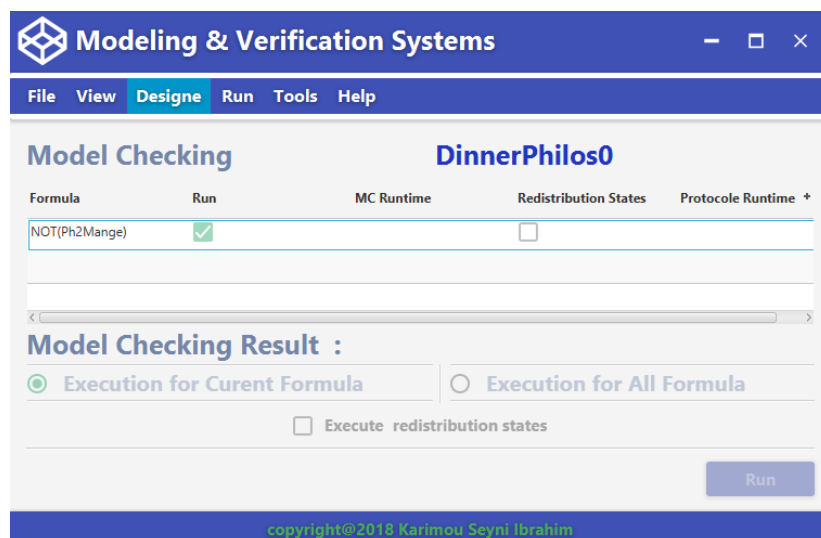 Modeling & Verification Systems
File View Designe Run Tools Help
Model Checking DinnerPhilos0
Formula Run MC Runtime Redistribution States Protocole Runtime +
NOT(Ph2Mange)
Model Checking Result :
Execution for Curent Formula Execution for All Formula
Execute redistribution states
Run
copyright@2018 Karimou Seyni Ibrahim